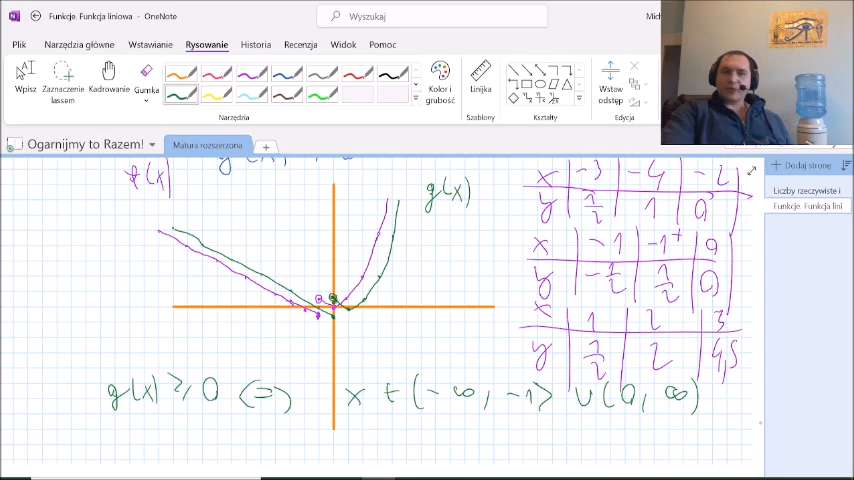 Funkcje. Funkcja liniowa - OneNote
Wyszukaj
Plik Narzędzia główne Wstawianie Rysowanie Historia Recenzja Widok Pomoc
Wpisz
Zaznaczenie lassem
Kadrowanie
Gumka
Kolor i grubość
Linijka
Wstaw odstęp
Narzędzia
Szablony
Kształty
Edycja
Ogarnijmy to Razem!
Matura rozszerzona
Dodaj stronę
Liczby rzeczywiste i
Funkcje. Funkcja lini
f(x)
g(x)
x | -3 | -4 | -2
y | 1/2 | 1 | 0
x | -1 | -1+ | 0
y | -1/2 | 1/2 | 0
x | 1 | 2 | 3
y | 1/2 | 2 | 4,5
g(x) ≥ 0 <=> x ∈ (-∞, -1> ∪ (0, ∞)